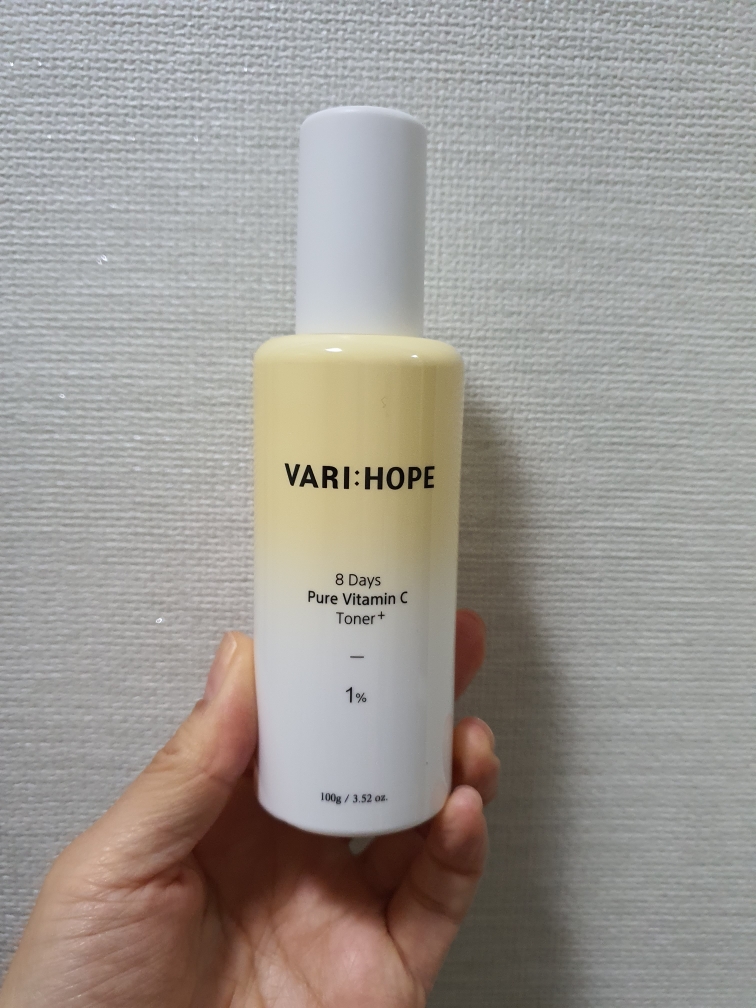 VARI:HOPE
8 Days
Pure Vitamin C
Toner+
1%
100g / 3.52 oz.